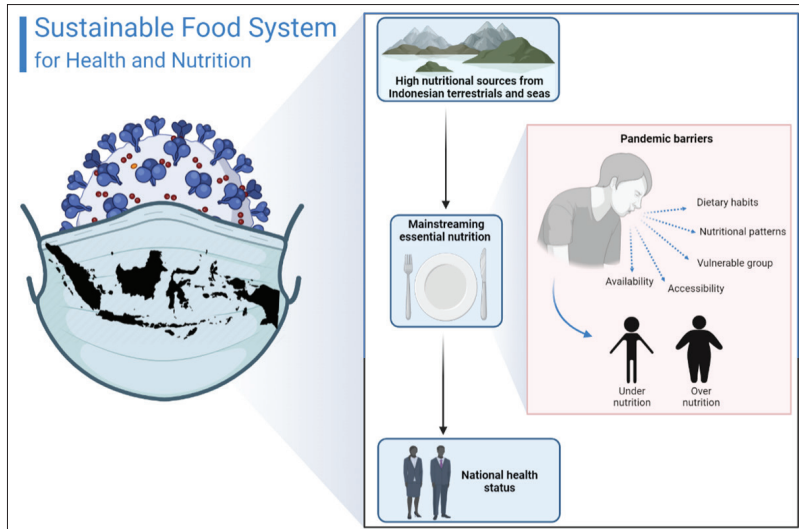 Sustainable Food System
for Health and Nutrition
High nutritional sources from
Indonesian terrestrials and seas
Mainstreaming
essential nutrition
Pandemic barriers
Dietary habits
Nutritional patterns
Vulnerable group
Accessibility
Availability
Under
nutrition
Over
nutrition
National health
status